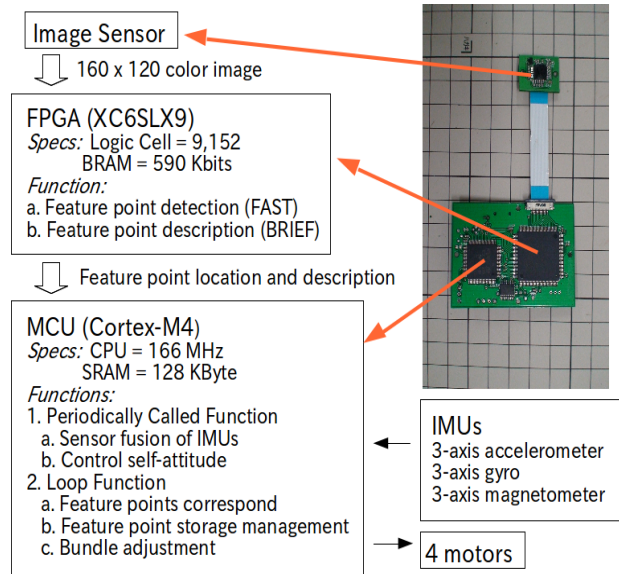 Image Sensor
160 x 120 color image
FPGA (XC6SLX9)
Specs: Logic Cell = 9,152
BRAM = 590 Kbits
Function:
a. Feature point detection (FAST)
b. Feature point description (BRIEF)
Feature point location and description
MCU (Cortex-M4)
Specs: CPU = 166 MHz
SRAM = 128 KByte
Functions:
1. Periodically Called Function
a. Sensor fusion of IMUs
b. Control self-attitude
2. Loop Function
a. Feature points correspond
b. Feature point storage management
c. Bundle adjustment
IMUs
3-axis accelerometer
3-axis gyro
3-axis magnetometer
4 motors